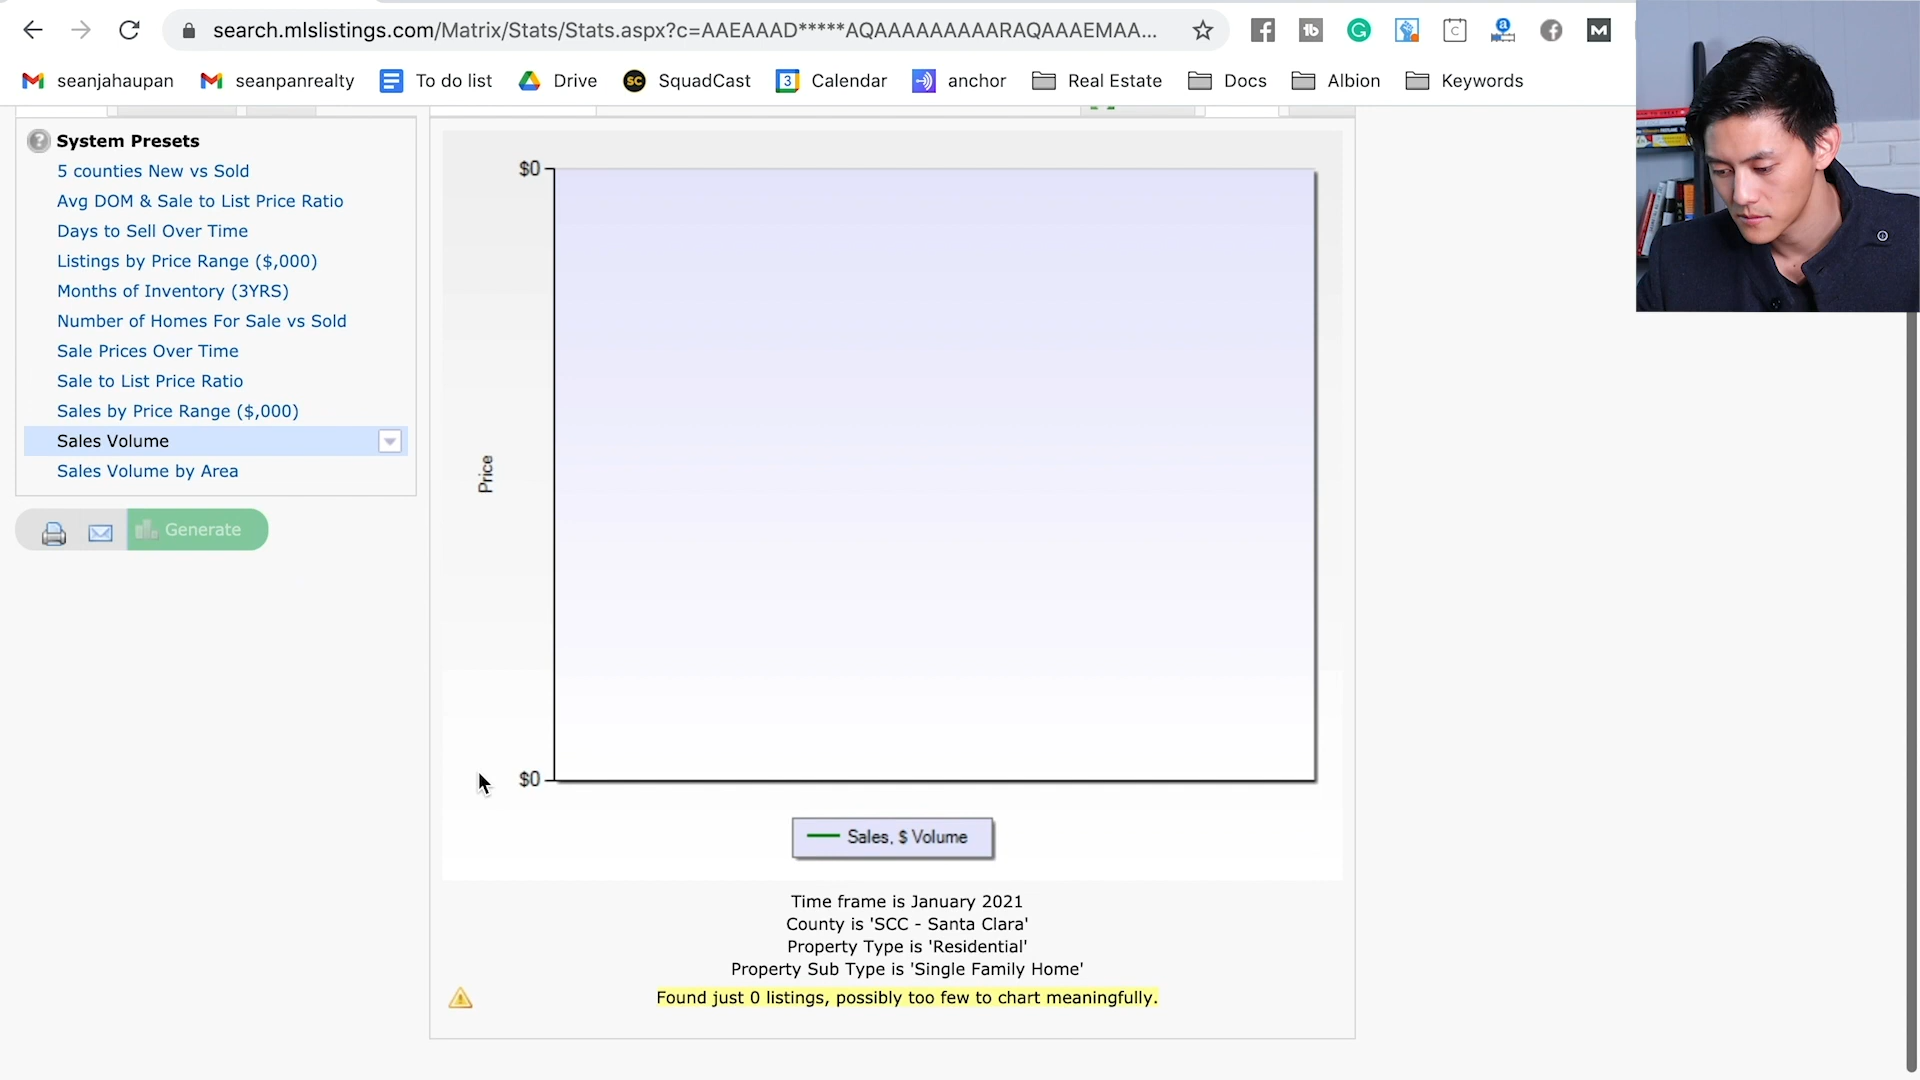 search.mlslistings.com/Matrix/Stats/Stats.aspx?c=AAEAAAD*****AQAAAAAAAAARAQAAAEMAA...
seanjahaupan
seanpanrealty
To do list
Drive
SC
SquadCast
3
Calendar
anchor
Real Estate
Docs
Albion
Keywords
System Presets
5 counties New vs Sold
Avg DOM & Sale to List Price Ratio
Days to Sell Over Time
Listings by Price Range ($,000)
Months of Inventory (3YRS)
Number of Homes For Sale vs Sold
Sale Prices Over Time
Sale to List Price Ratio
Sales by Price Range ($,000)
Sales Volume
Sales Volume by Area
Generate
$0
Price
$0
Sales, $ Volume
Time frame is January 2021
County is 'SCC - Santa Clara'
Property Type is 'Residential'
Property Sub Type is 'Single Family Home'
Found just 0 listings, possibly too few to chart meaningfully.